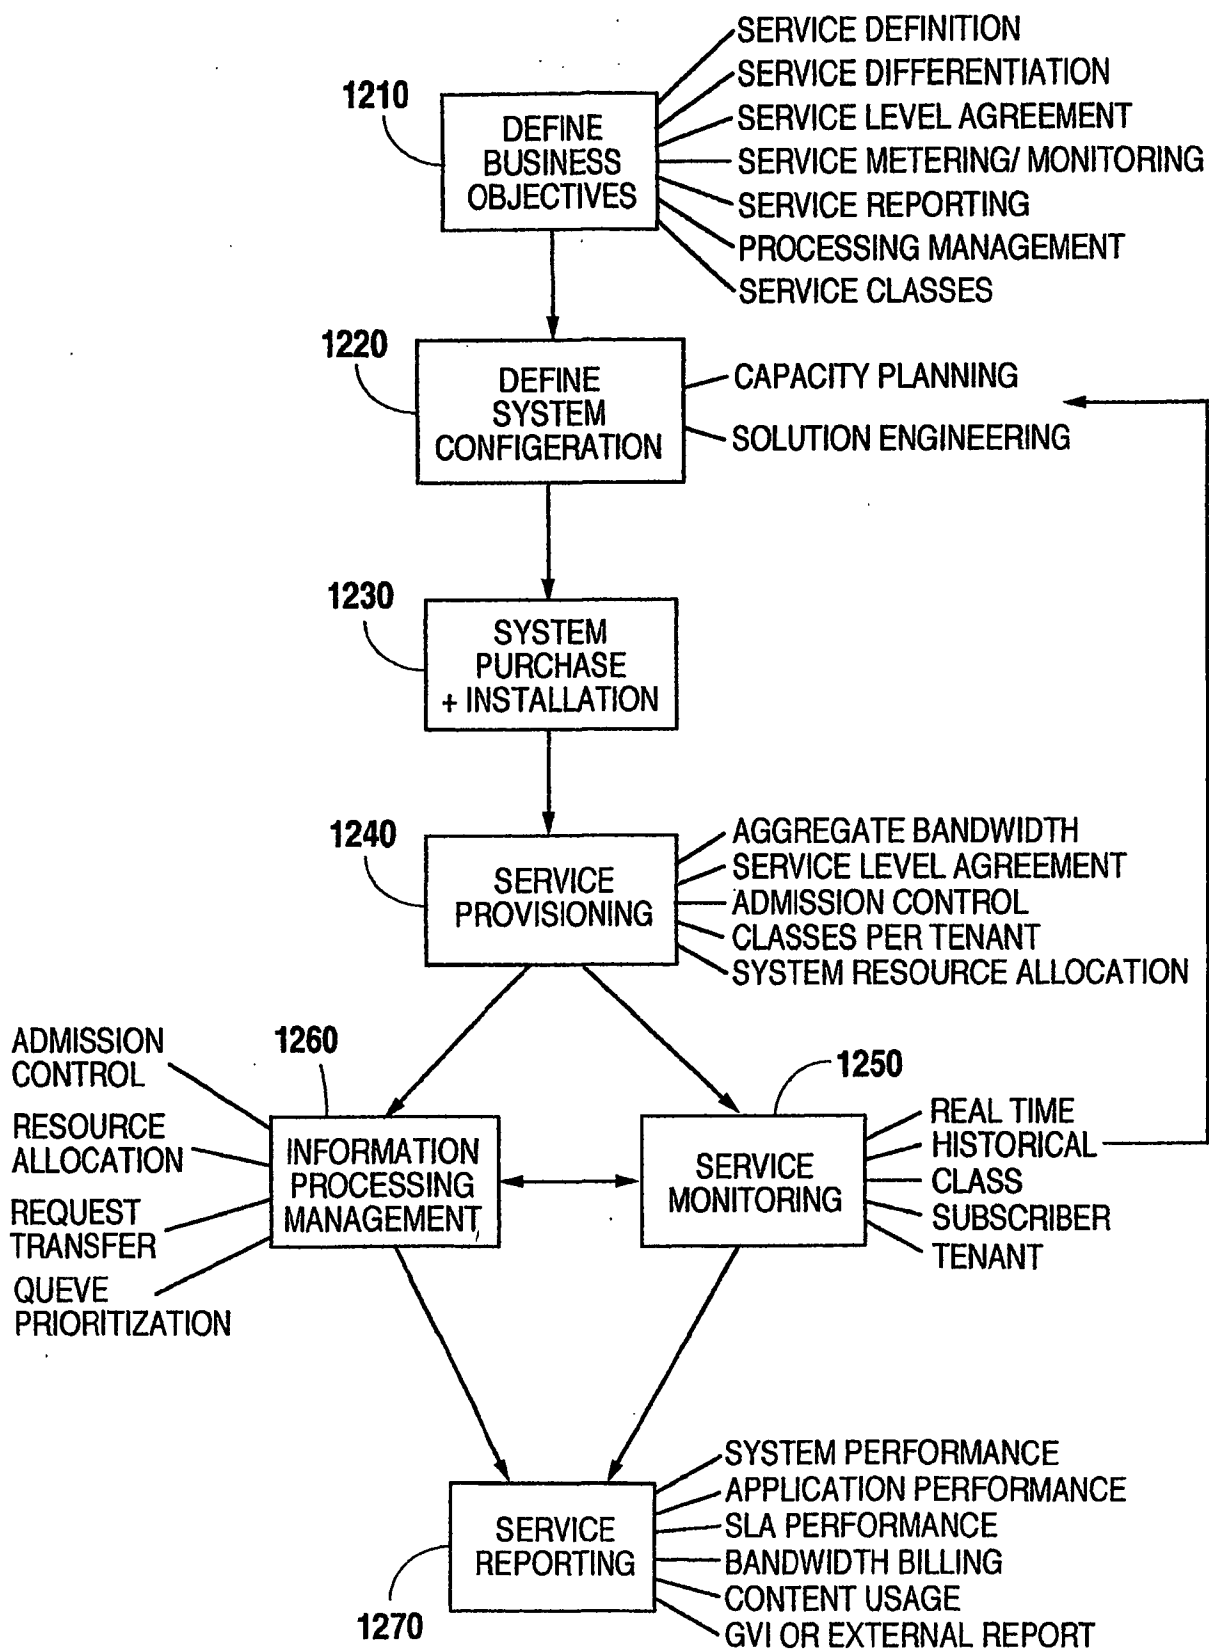 1210
DEFINE
BUSINESS
OBJECTIVES
SERVICE DEFINITION
SERVICE DIFFERENTIATION
SERVICE LEVEL AGREEMENT
SERVICE METERING/ MONITORING
SERVICE REPORTING
PROCESSING MANAGEMENT
SERVICE CLASSES
1220
DEFINE
SYSTEM
CONFIGERATION
CAPACITY PLANNING
SOLUTION ENGINEERING
1230
SYSTEM
PURCHASE
+ INSTALLATION
1240
SERVICE
PROVISIONING
AGGREGATE BANDWIDTH
SERVICE LEVEL AGREEMENT
ADMISSION CONTROL
CLASSES PER TENANT
SYSTEM RESOURCE ALLOCATION
ADMISSION
CONTROL
RESOURCE
ALLOCATION
REQUEST
TRANSFER
QUEVE
PRIORITIZATION
1260
INFORMATION
PROCESSING
MANAGEMENT
1250
SERVICE
MONITORING
REAL TIME
HISTORICAL
CLASS
SUBSCRIBER
TENANT
1270
SERVICE
REPORTING
SYSTEM PERFORMANCE
APPLICATION PERFORMANCE
SLA PERFORMANCE
BANDWIDTH BILLING
CONTENT USAGE
GVI OR EXTERNAL REPORT